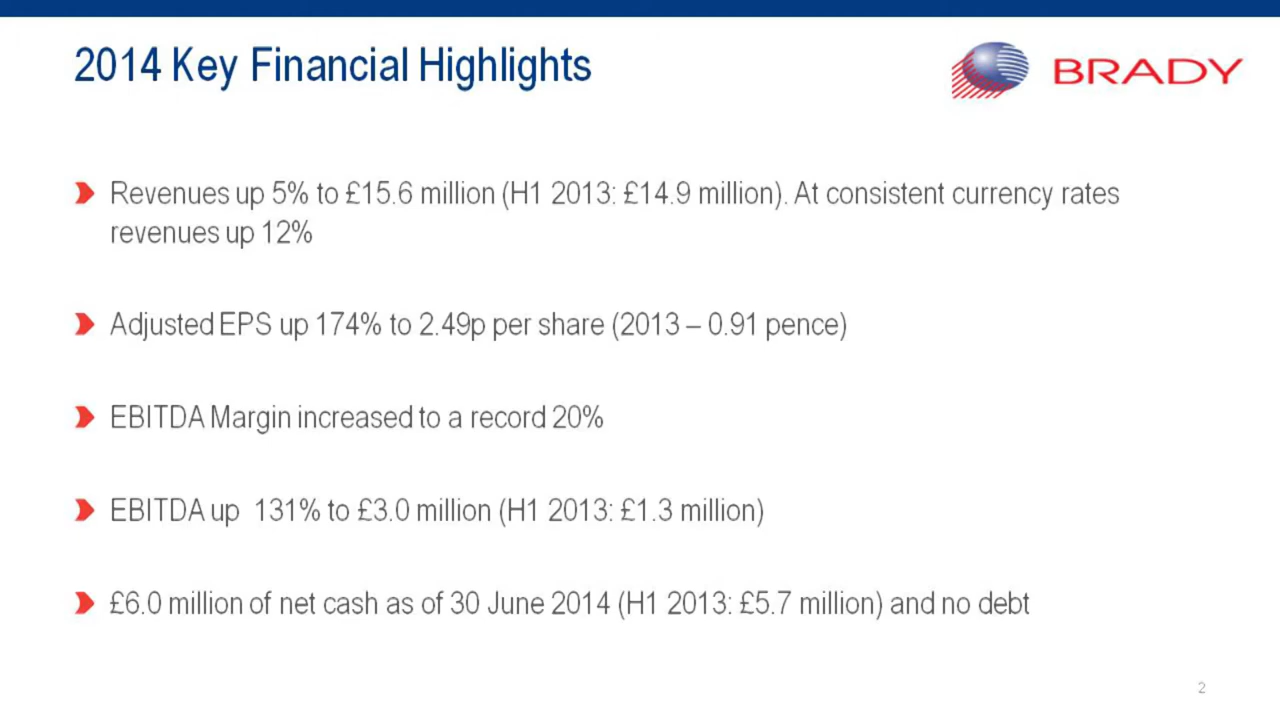 2014 Key Financial Highlights
BRADY
Revenues up 5% to £15.6 million (H1 2013: £14.9 million). At consistent currency rates
revenues up 12%
Adjusted EPS up 174% to 2.49p per share (2013 – 0.91 pence)
EBITDA Margin increased to a record 20%
EBITDA up 131% to £3.0 million (H1 2013: £1.3 million)
£6.0 million of net cash as of 30 June 2014 (H1 2013: £5.7 million) and no debt
2